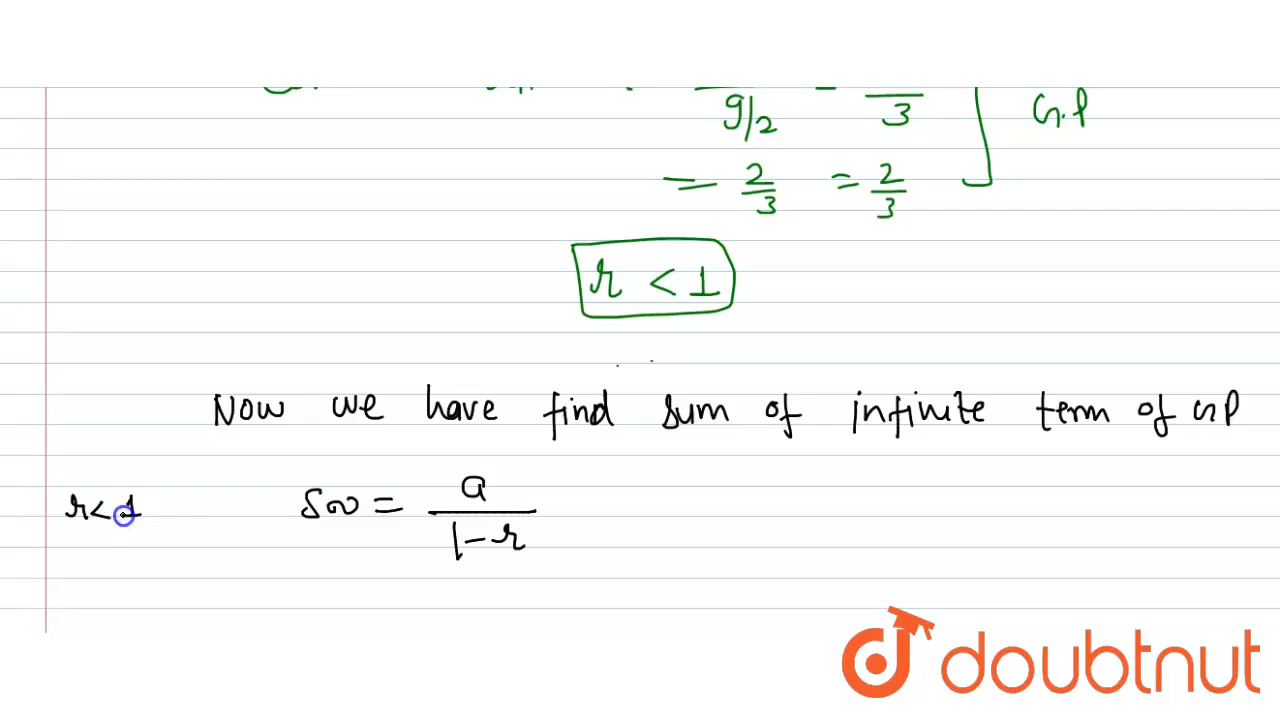 9/2 = 3 G.P
= 2/3 = 2/3
r < 1
Now we have find sum of infinite term of GP
r < 1 S∞ = a/1-r
doubtnut